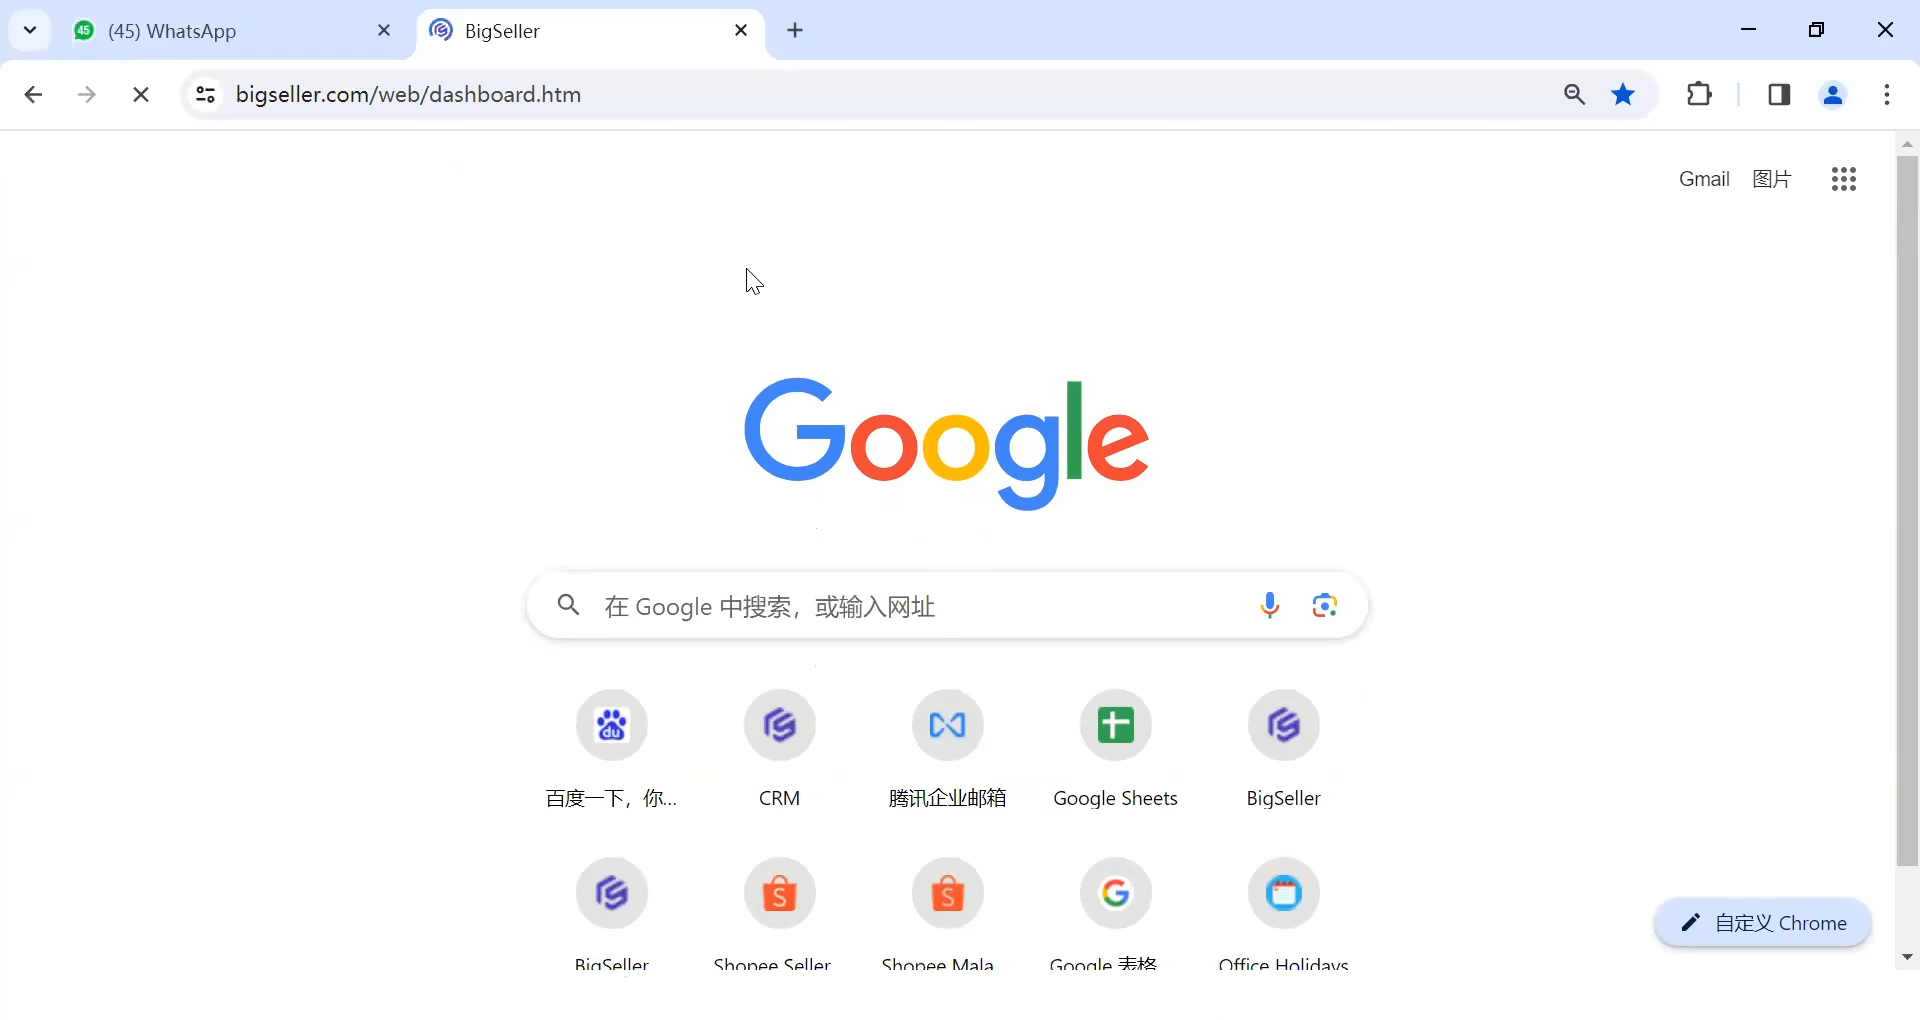 45 (45) WhatsApp
BigSeller
bigseller.com/web/dashboard.htm
Gmail 图片
Google
在 Google 中搜索，或输入网址
du
百度一下，你...
CRM
腾讯企业邮箱
Google Sheets
BigSeller
BigSeller
Shopee Seller
Shopee Mala
Google 表格
Office Holidays
自定义 Chrome